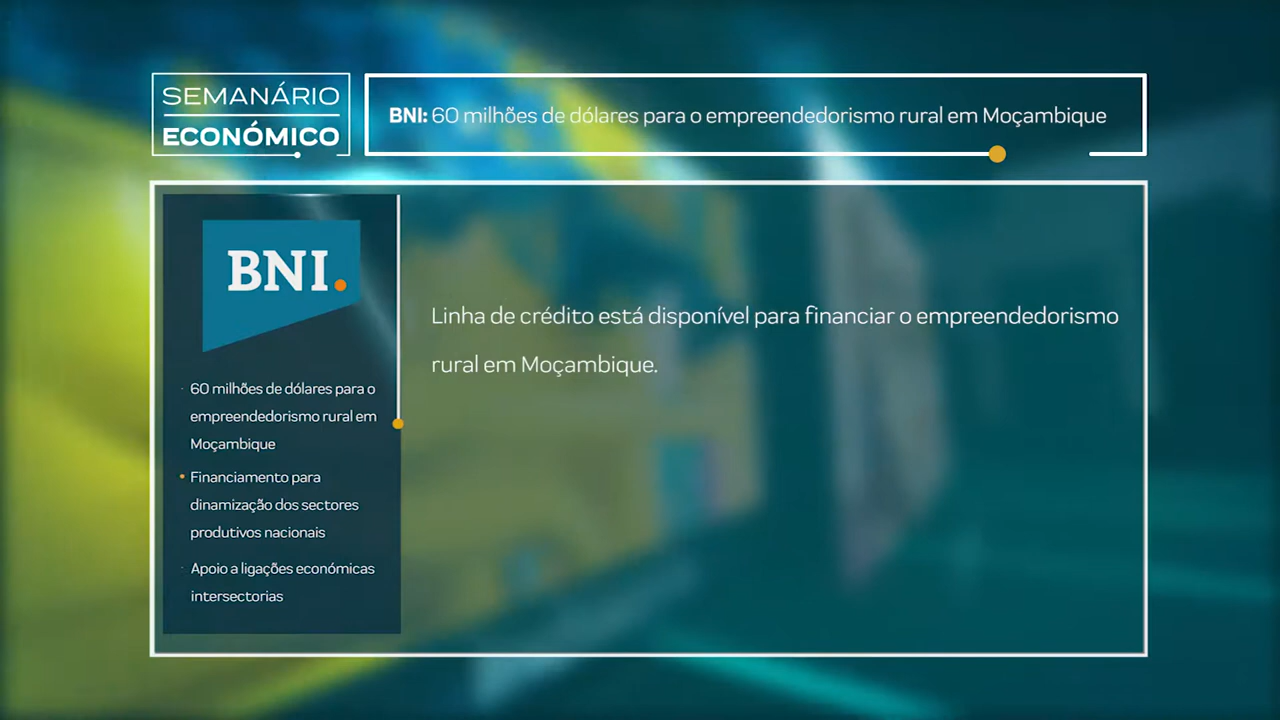 SEMANÁRIO
ECONÓMICO
BNI: 60 milhões de dólares para o empreendedorismo rural em Moçambique
BNI.
60 milhões de dólares para o
empreendedorismo rural em
Moçambique
Financiamento para
dinamização dos sectores
produtivos nacionais
Apoio a ligações económicas
intersectorias
Linha de crédito está disponível para financiar o empreendedorismo
rural em Moçambique.